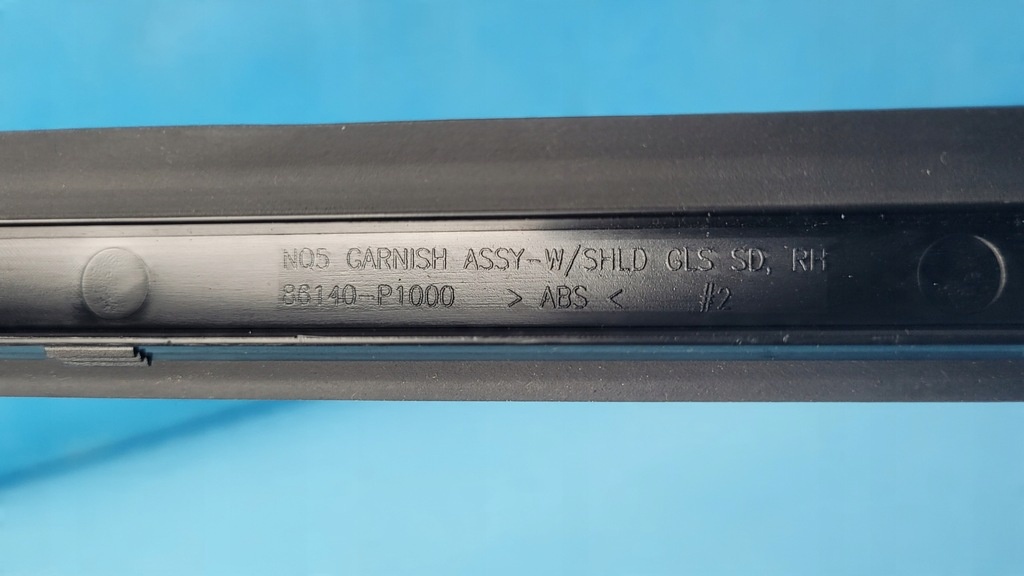 NQ5 GARNISH ASSY-W/SHLD GLS SD, RH
86140-P1000 > ABS < #2